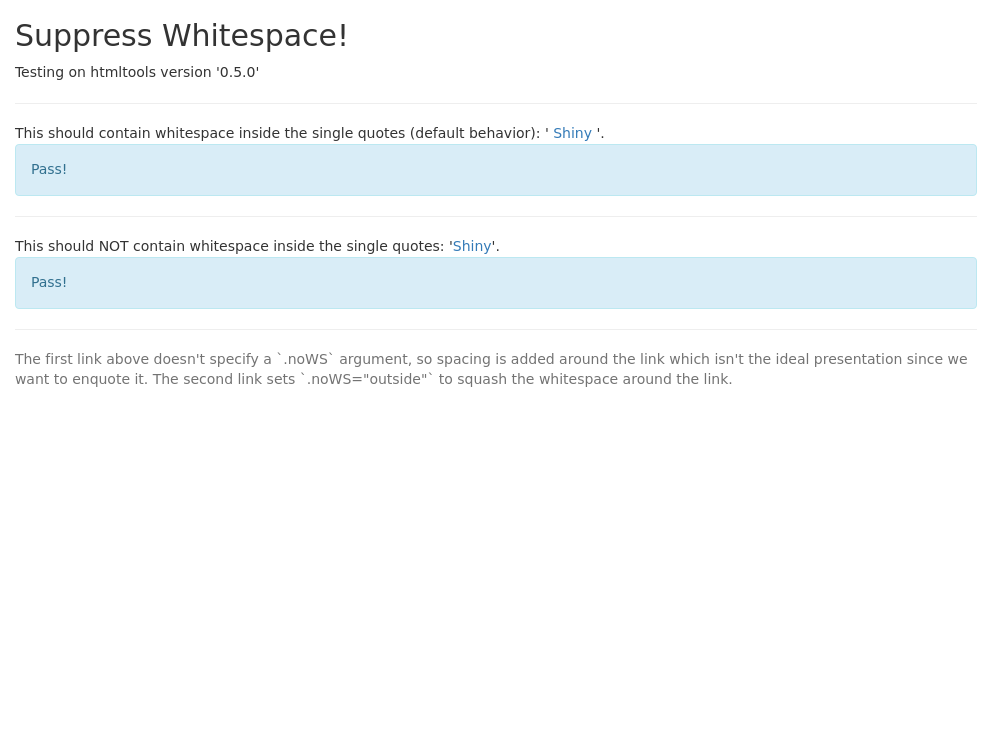 Suppress Whitespace!
Testing on htmltools version '0.5.0'
This should contain whitespace inside the single quotes (default behavior): ' Shiny '.
Pass!
This should NOT contain whitespace inside the single quotes: 'Shiny'.
Pass!
The first link above doesn't specify a `.noWS` argument, so spacing is added around the link which isn't the ideal presentation since we
want to enquote it. The second link sets `.noWS="outside"` to squash the whitespace around the link.